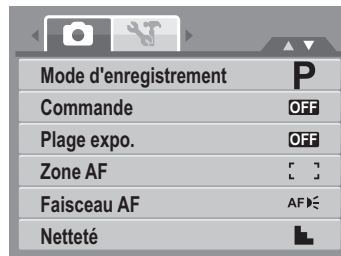 Mode d'enregistrement P
Commande OFF
Plage expo. OFF
Zone AF
Faisceau AF AF
Netteté